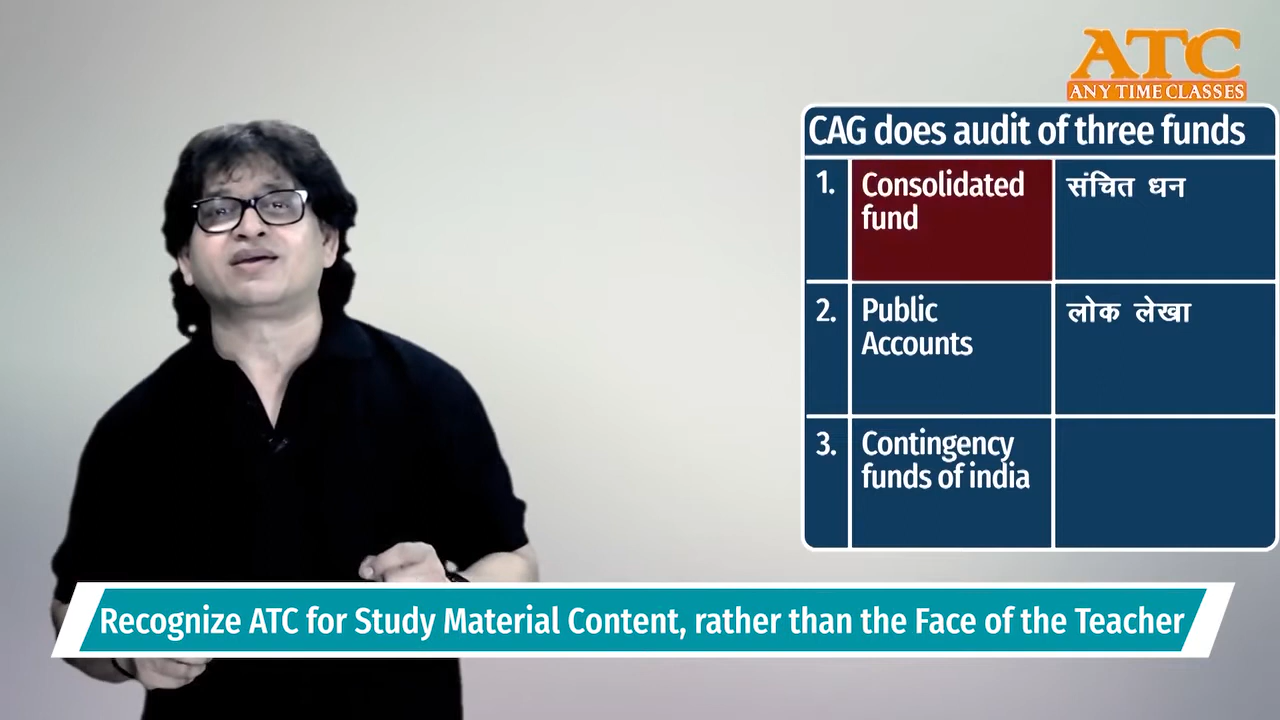 ATC
ANY TIME CLASSES
CAG does audit of three funds
1.
Consolidated
fund
संचित धन
2.
Public
Accounts
लोक लेखा
3.
Contingency
funds of india
Recognize ATC for Study Material Content, rather than the Face of the Teacher